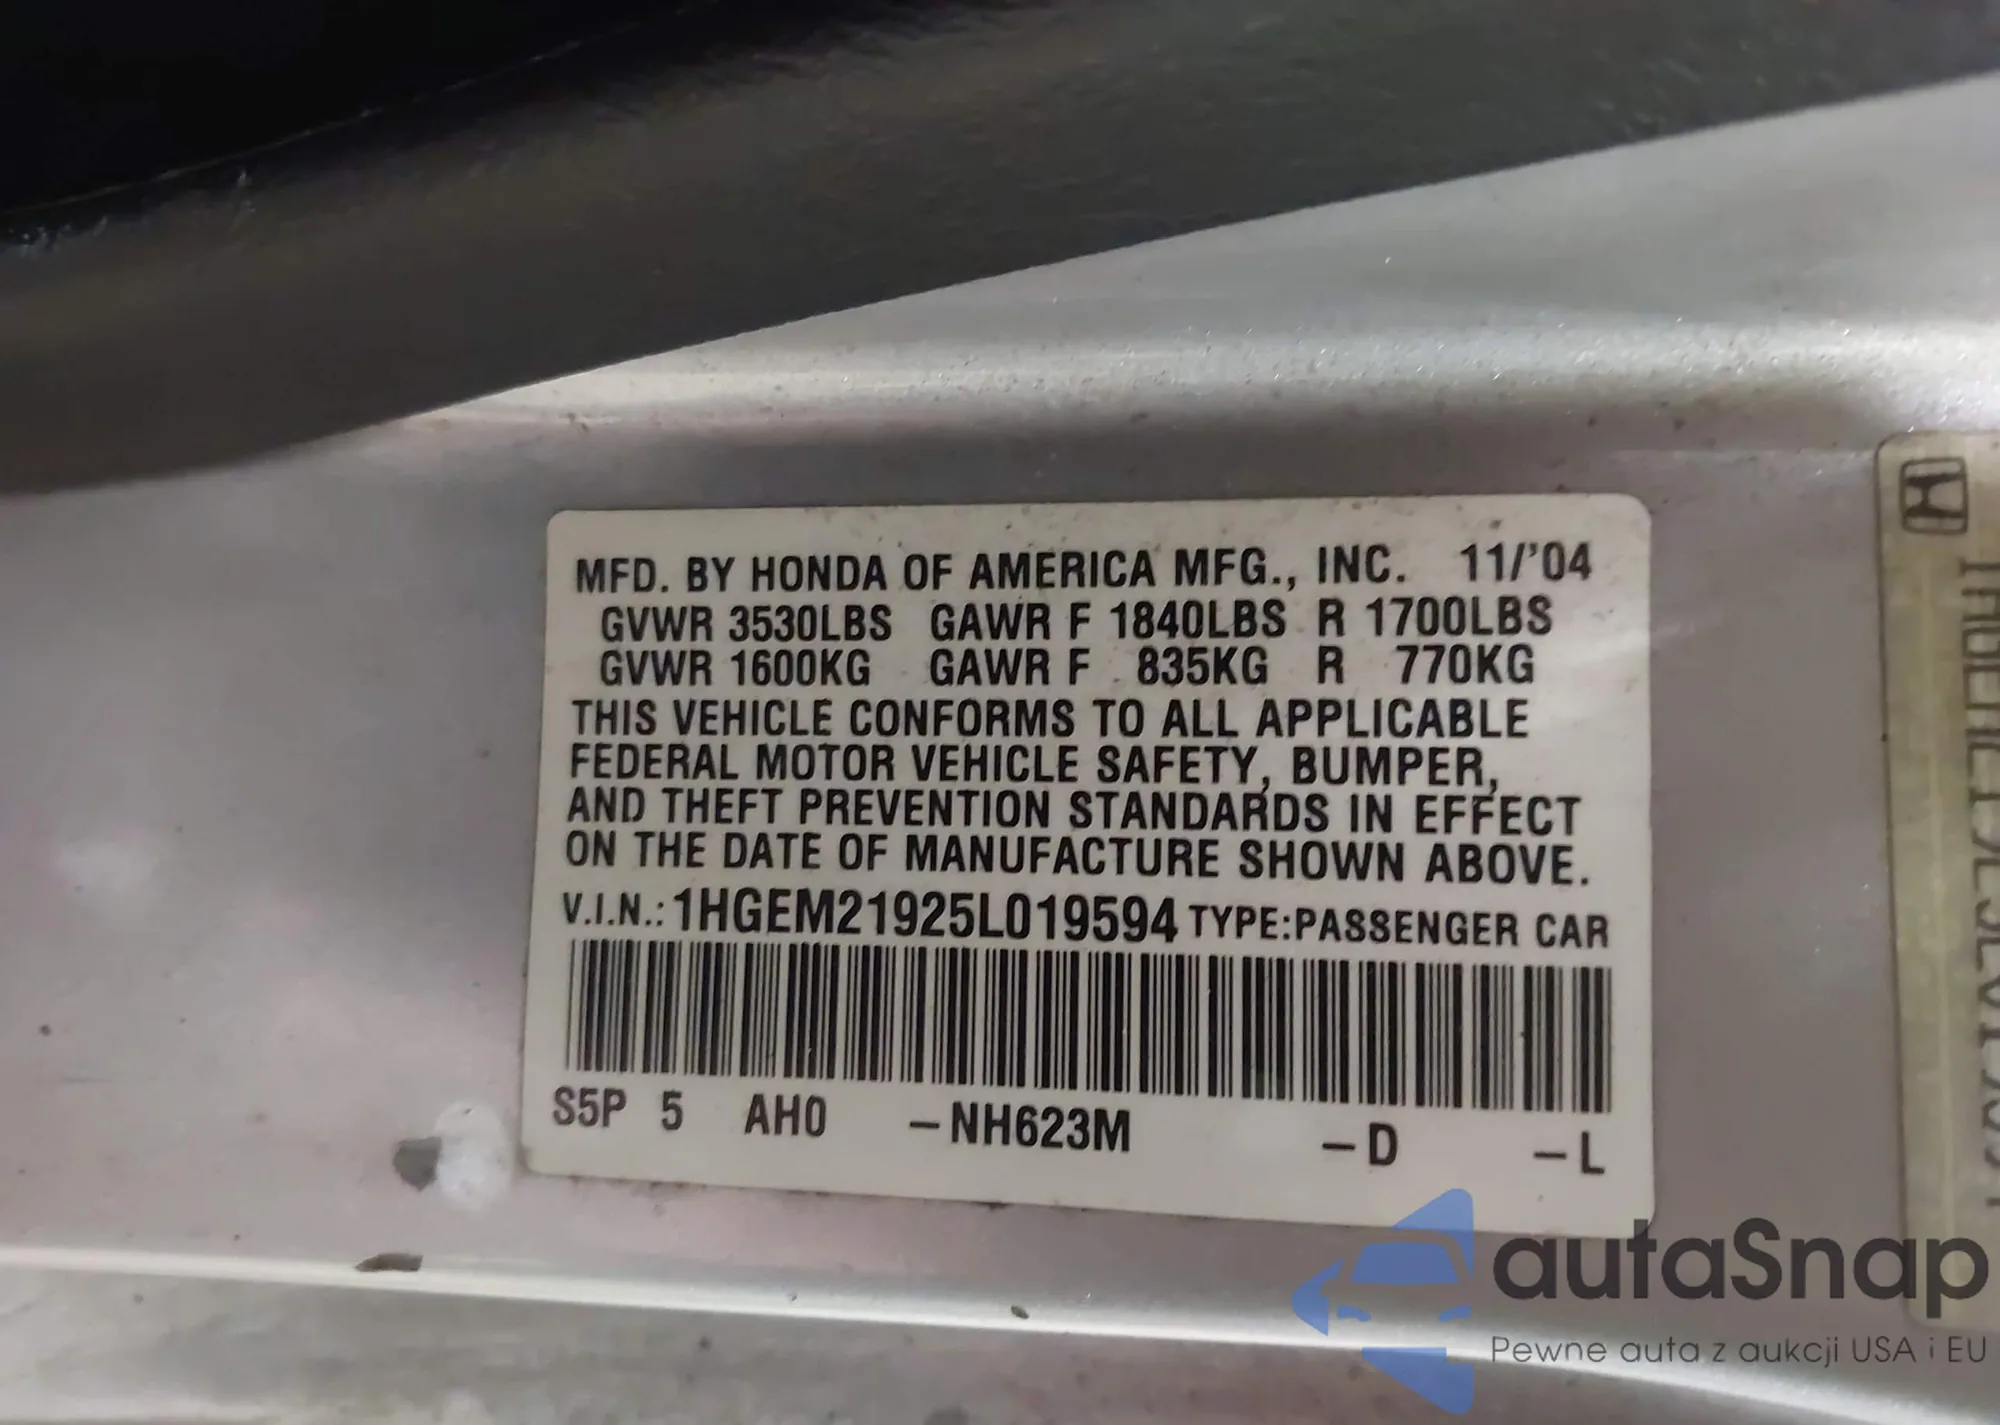 MFD. BY HONDA OF AMERICA MFG., INC. 11/'04
GVWR 3530LBS GAWR F 1840LBS R 1700LBS
GVWR 1600KG GAWR F 835KG R 770KG
THIS VEHICLE CONFORMS TO ALL APPLICABLE
FEDERAL MOTOR VEHICLE SAFETY, BUMPER,
AND THEFT PREVENTION STANDARDS IN EFFECT
ON THE DATE OF MANUFACTURE SHOWN ABOVE.
V.I.N.: 1HGEM21925L019594 TYPE:PASSENGER CAR
S5P 5 AH0 -NH623M -D -L
autaSnap
Pewne auta z aukcji USA i EU